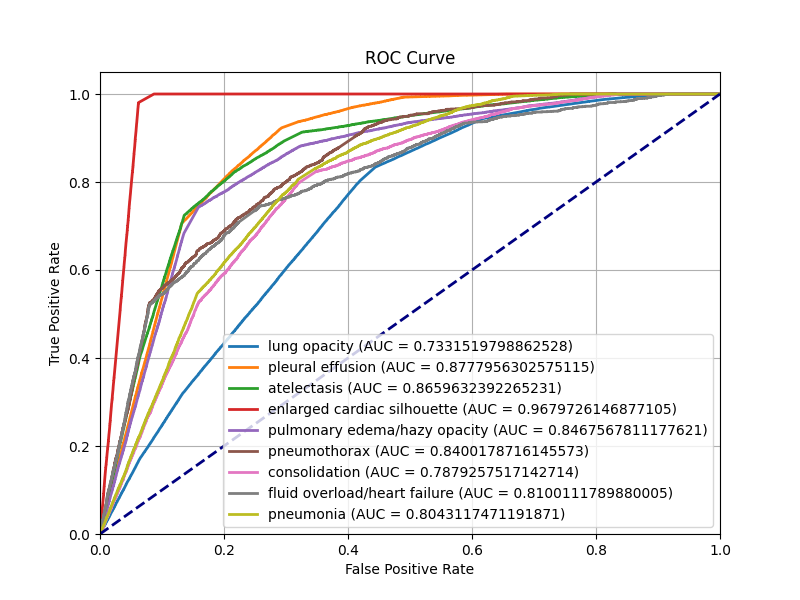 ROC Curve
1.0
0.8
0.6
0.4
0.2
0.0
True Positive Rate
lung opacity (AUC = 0.7331519798862528)
pleural effusion (AUC = 0.8777956302575115)
atelectasis (AUC = 0.8659632392265231)
enlarged cardiac silhouette (AUC = 0.9679726146877105)
pulmonary edema/hazy opacity (AUC = 0.8467567811177621)
pneumothorax (AUC = 0.8400178716145573)
consolidation (AUC = 0.7879257517142714)
fluid overload/heart failure (AUC = 0.8100111789880005)
pneumonia (AUC = 0.8043117471191871)
0.0 0.2 0.4 0.6 0.8 1.0
False Positive Rate